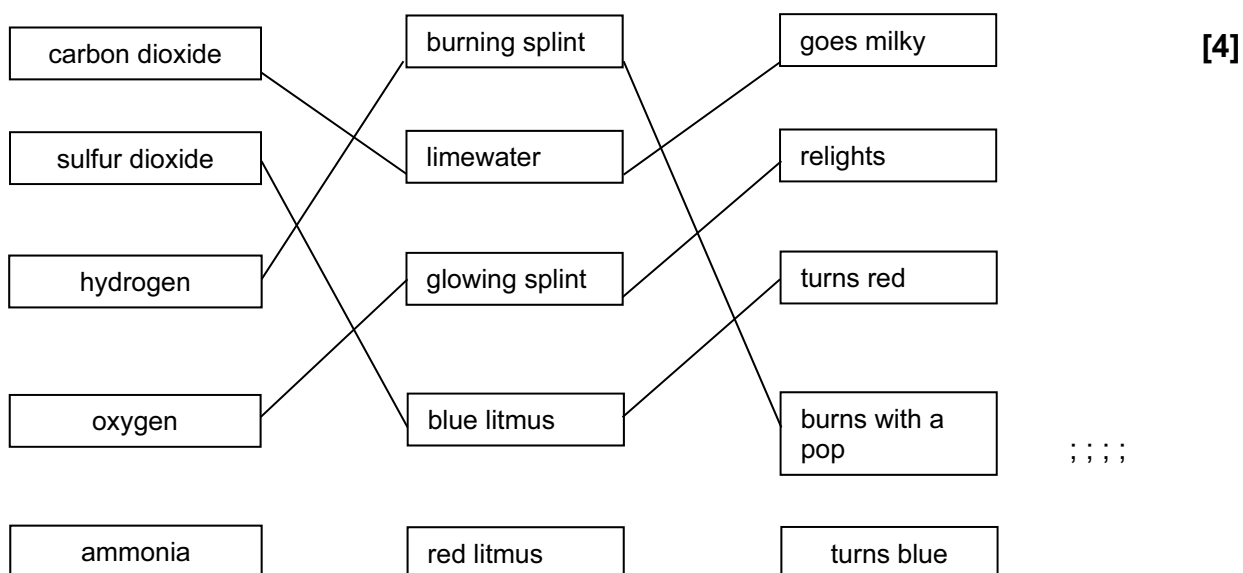 carbon dioxide burning splint goes milky [4]
sulfur dioxide limewater relights
hydrogen glowing splint turns red
oxygen blue litmus burns with a
pop ; ; ; ;
ammonia red litmus turns blue